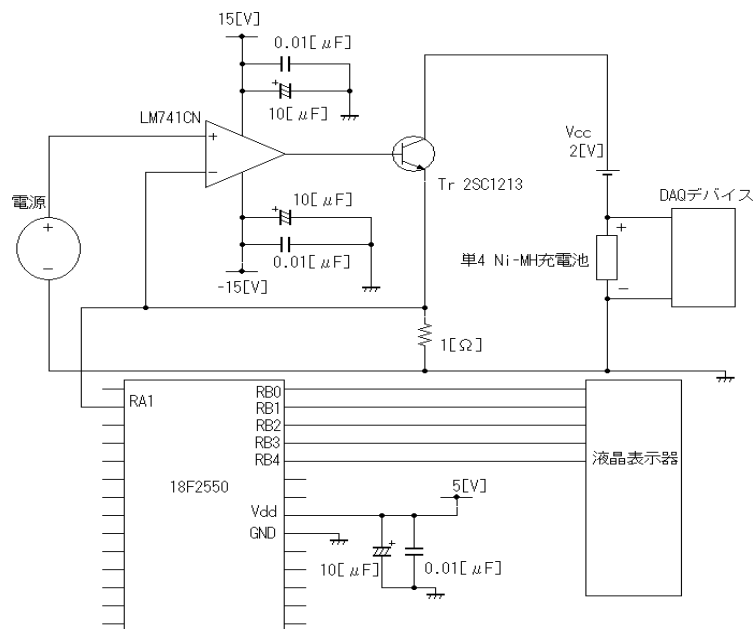 15[V]
0.01[μF]
10[μF]
LM741CN
Vcc
2[V]
Tr 2SC1213
DAQデバイス
電源
10[μF]
0.01[μF]
単4 Ni-MH充電池
-15[V]
1[Ω]
RA1
RB0
RB1
RB2
RB3
RB4
液晶表示器
18F2550
5[V]
Vdd
GND
10[μF]
0.01[μF]